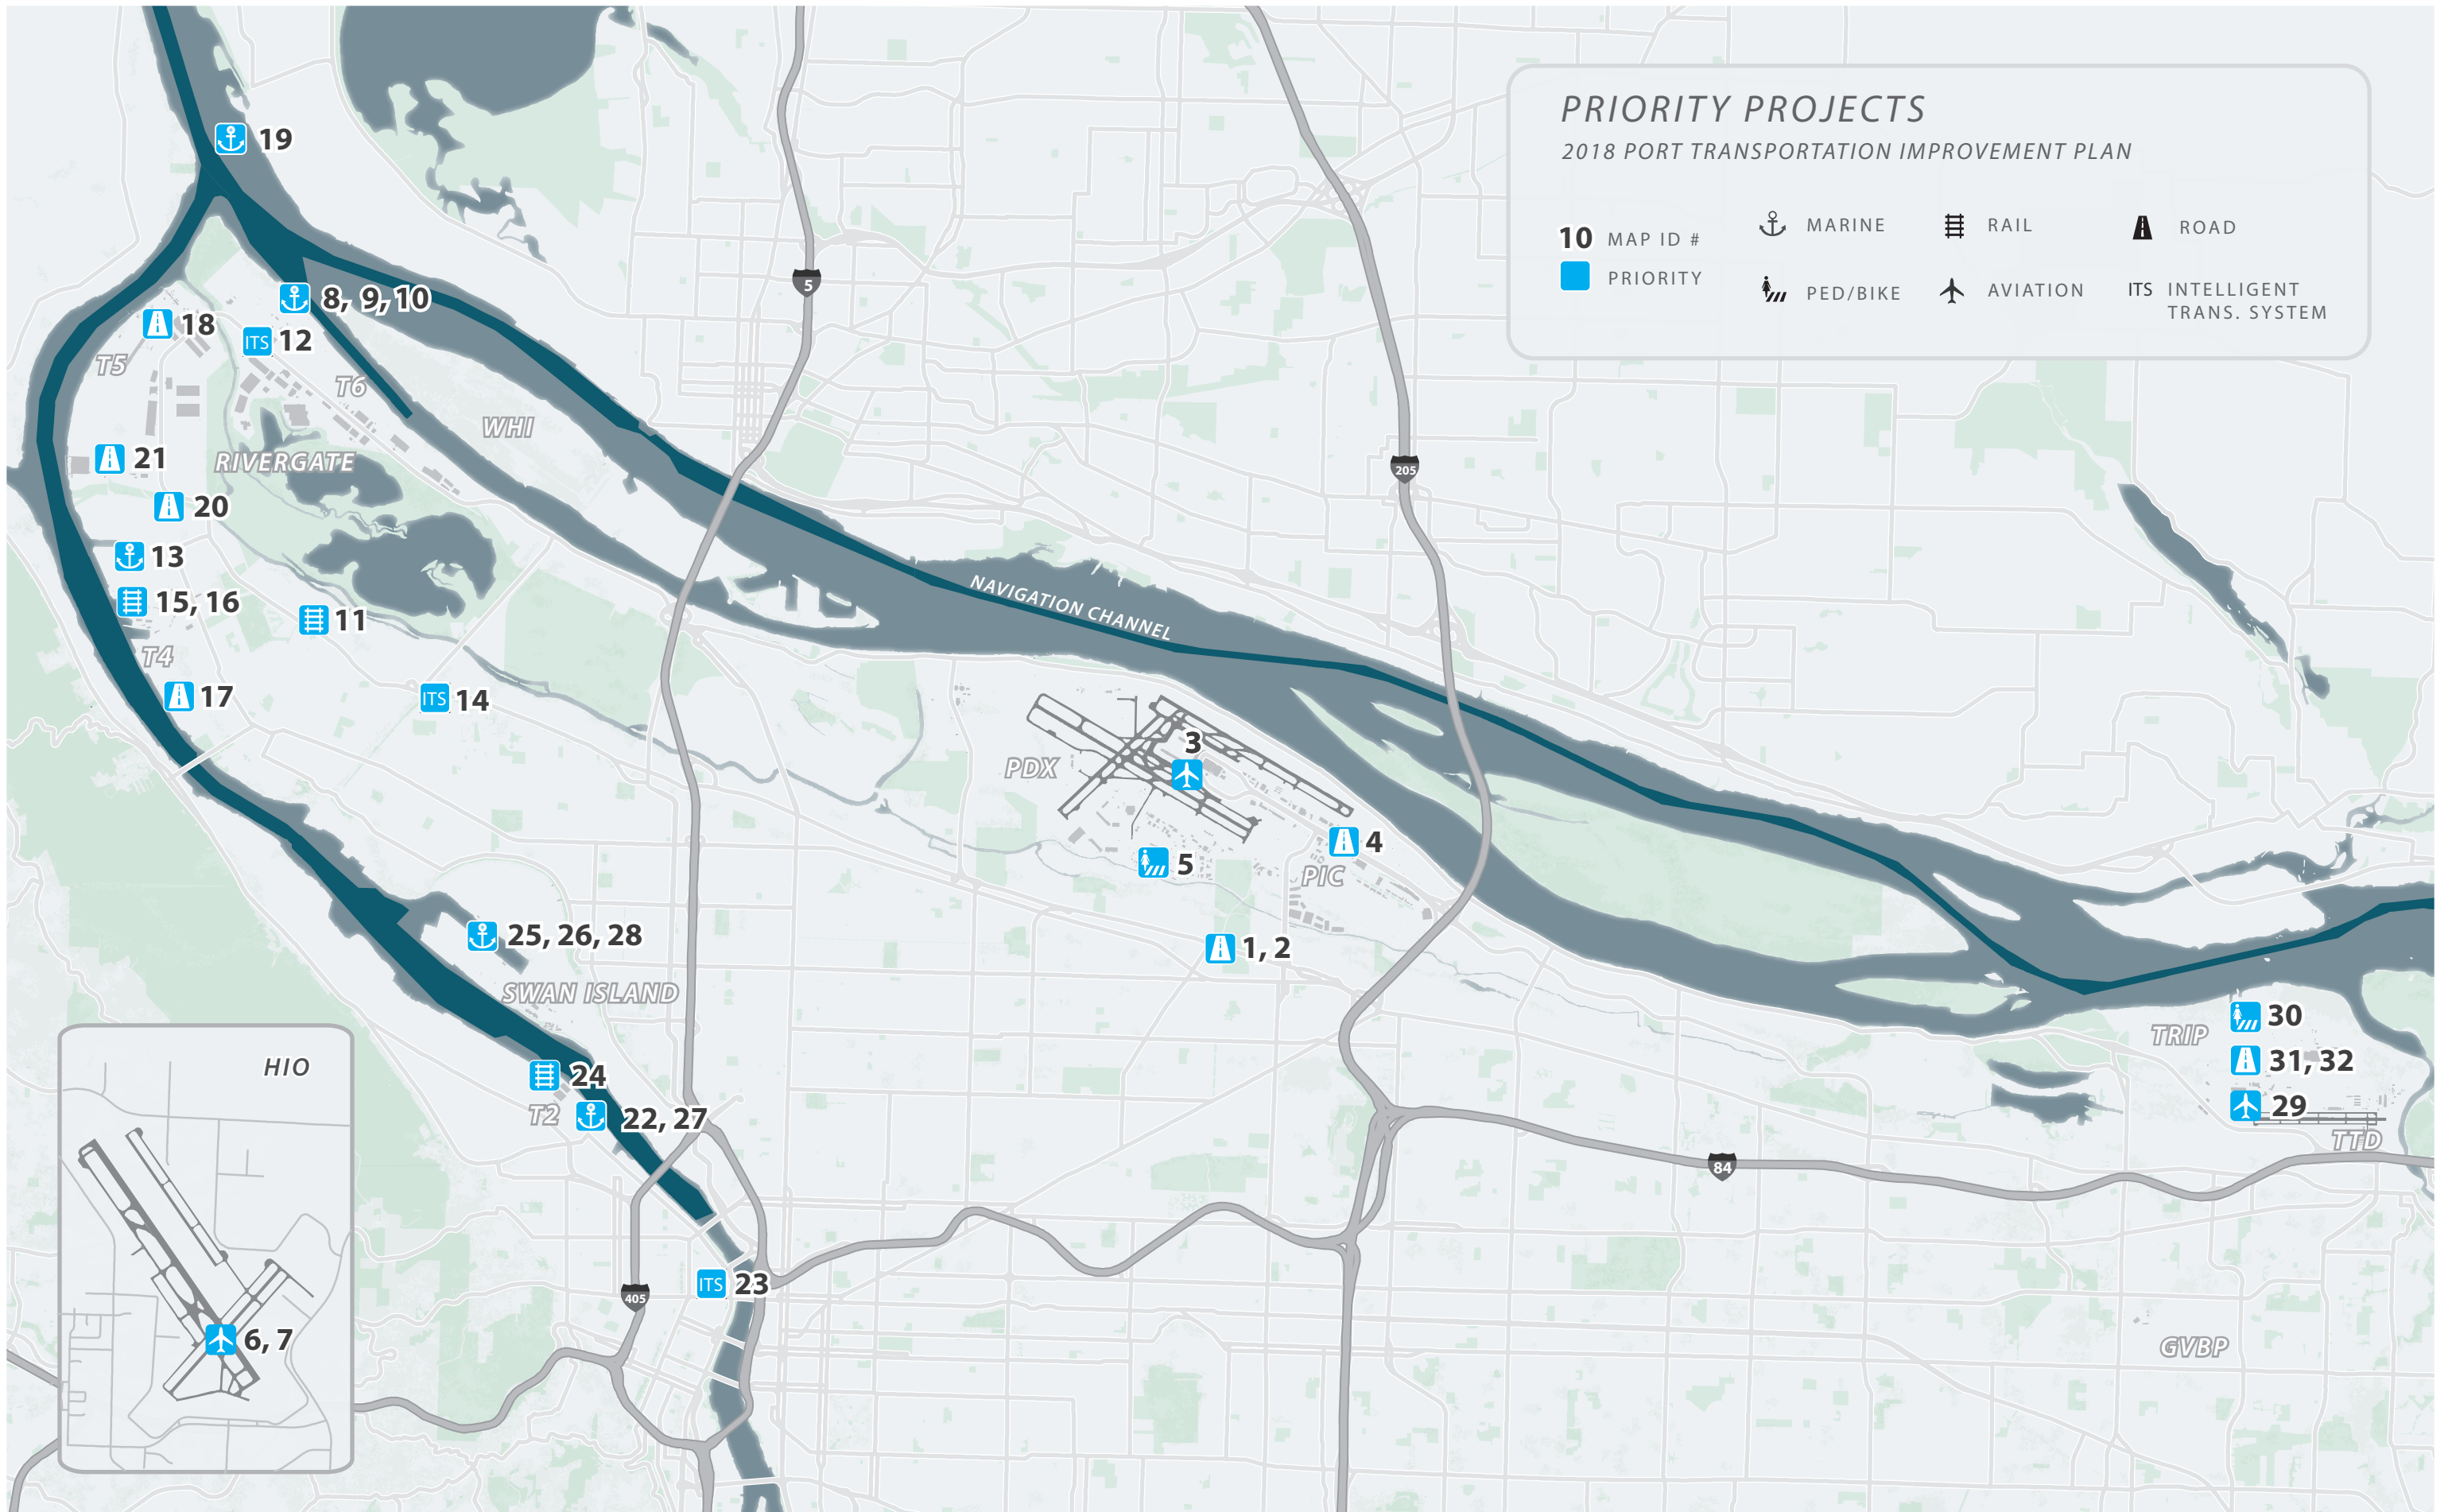 PRIORITY PROJECTS
2018 PORT TRANSPORTATION IMPROVEMENT PLAN
10 MAP ID #
PRIORITY
MARINE
RAIL
ROAD
PED/BIKE
AVIATION
ITS INTELLIGENT
TRANS. SYSTEM
19
5
8, 9, 10
18
ITS 12
T5
T6
WHI
21
RIVERGATE
205
20
13
15, 16
11
NAVIGATION CHANNEL
T4
17
ITS 14
3
PDX
4
5
PIC
25, 26, 28
1, 2
SWAN ISLAND
30
TRIP
31, 32
29
TTD
HIO
24
T2
22, 27
84
ITS 23
405
6, 7
GVBP